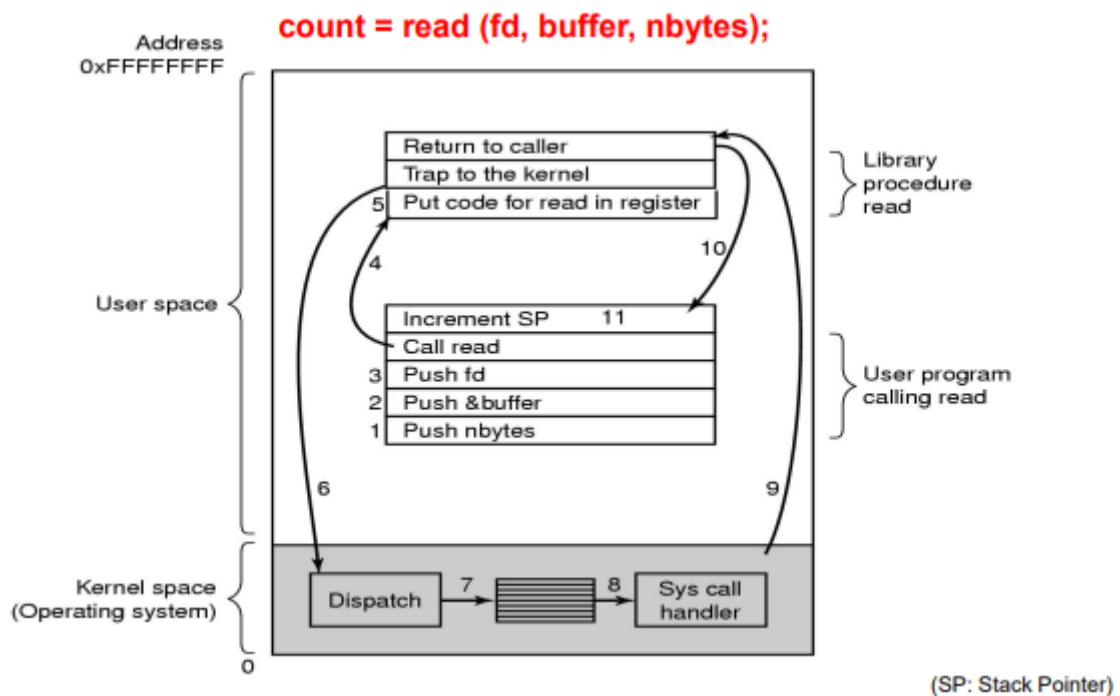 count = read (fd, buffer, nbytes);
Address
0xFFFFFFFF
Return to caller
Trap to the kernel
5 Put code for read in register
Library
procedure
read
4
10
User space
Increment SP 11
Call read
3 Push fd
2 Push &buffer
1 Push nbytes
User program
calling read
6
9
Kernel space
(Operating system)
Dispatch
7
8
Sys call
handler
0
(SP: Stack Pointer)